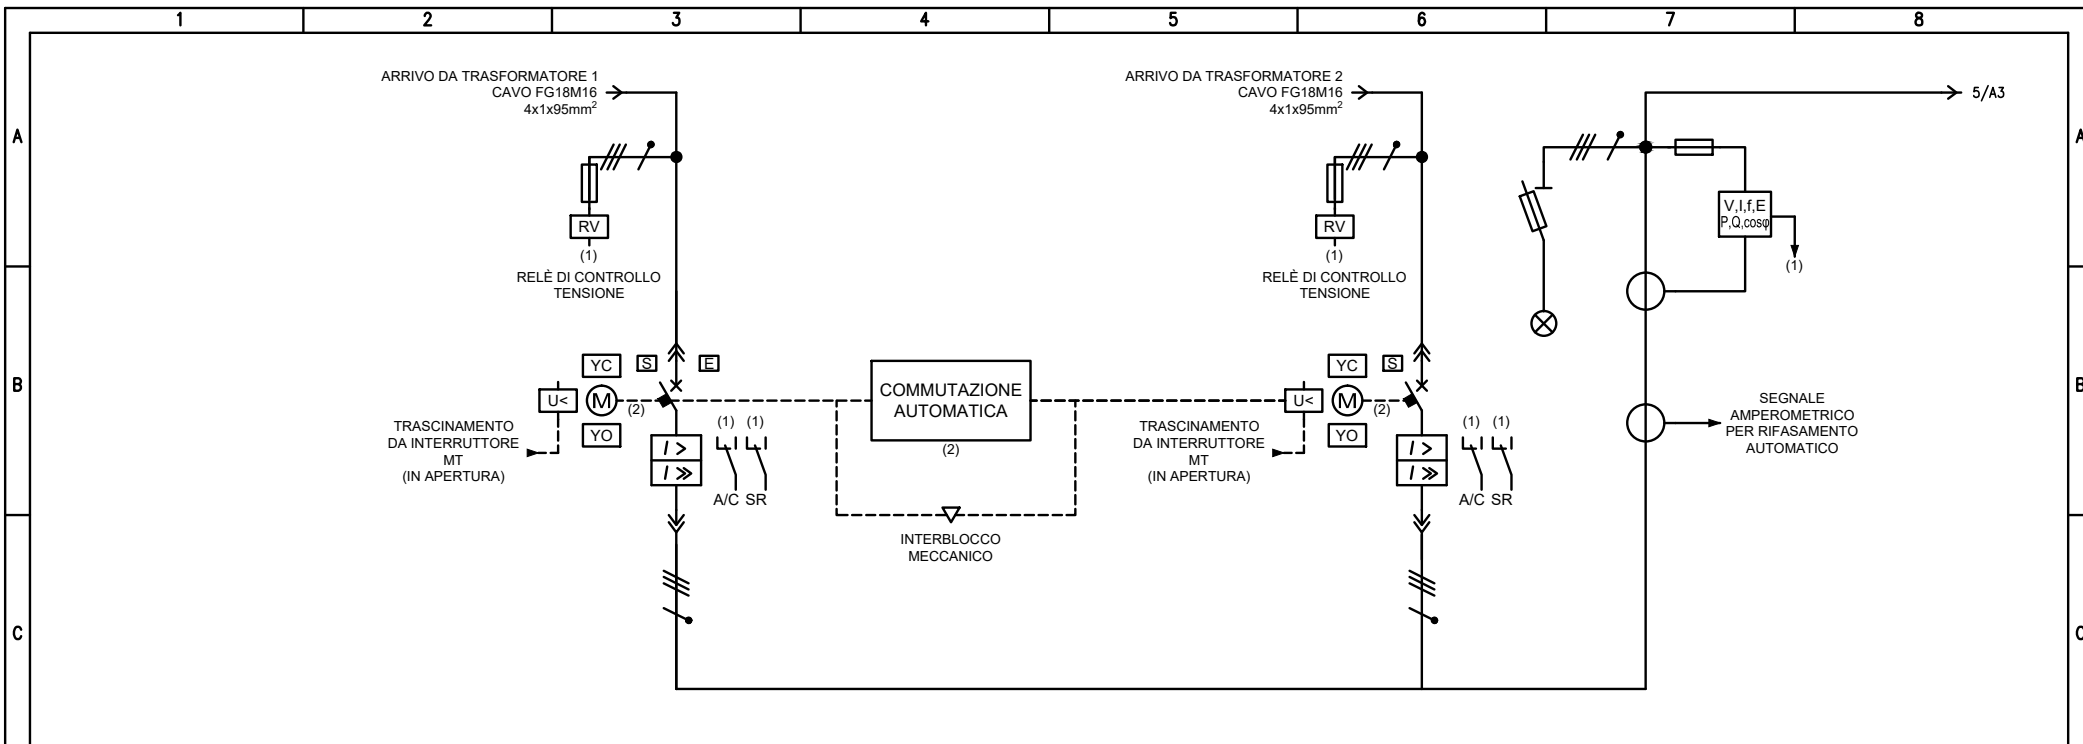 1 2 3 4 5 6 7 8
A
A
ARRIVO DA TRASFORMATORE 1
CAVO FG18M16
4x1x95mm²
ARRIVO DA TRASFORMATORE 2
CAVO FG18M16
4x1x95mm²
5/A3
RV
(1)
RELÈ DI CONTROLLO
TENSIONE
RV
(1)
RELÈ DI CONTROLLO
TENSIONE
V,I,f,E
P,Q,cosφ
(1)
B
B
YC
S
E
U<
M
(2)
YO
TRASCINAMENTO
DA INTERRUTTORE
MT
(IN APERTURA)
I >
I >>
(1) (1)
A/C SR
COMMUTAZIONE
AUTOMATICA
(2)
INTERBLOCCO
MECCANICO
YC
S
U<
M
(2)
YO
TRASCINAMENTO
DA INTERRUTTORE
MT
(IN APERTURA)
I >
I >>
(1) (1)
A/C SR
SEGNALE
AMPEROMETRICO
PER RIFASAMENTO
AUTOMATICO
C
C